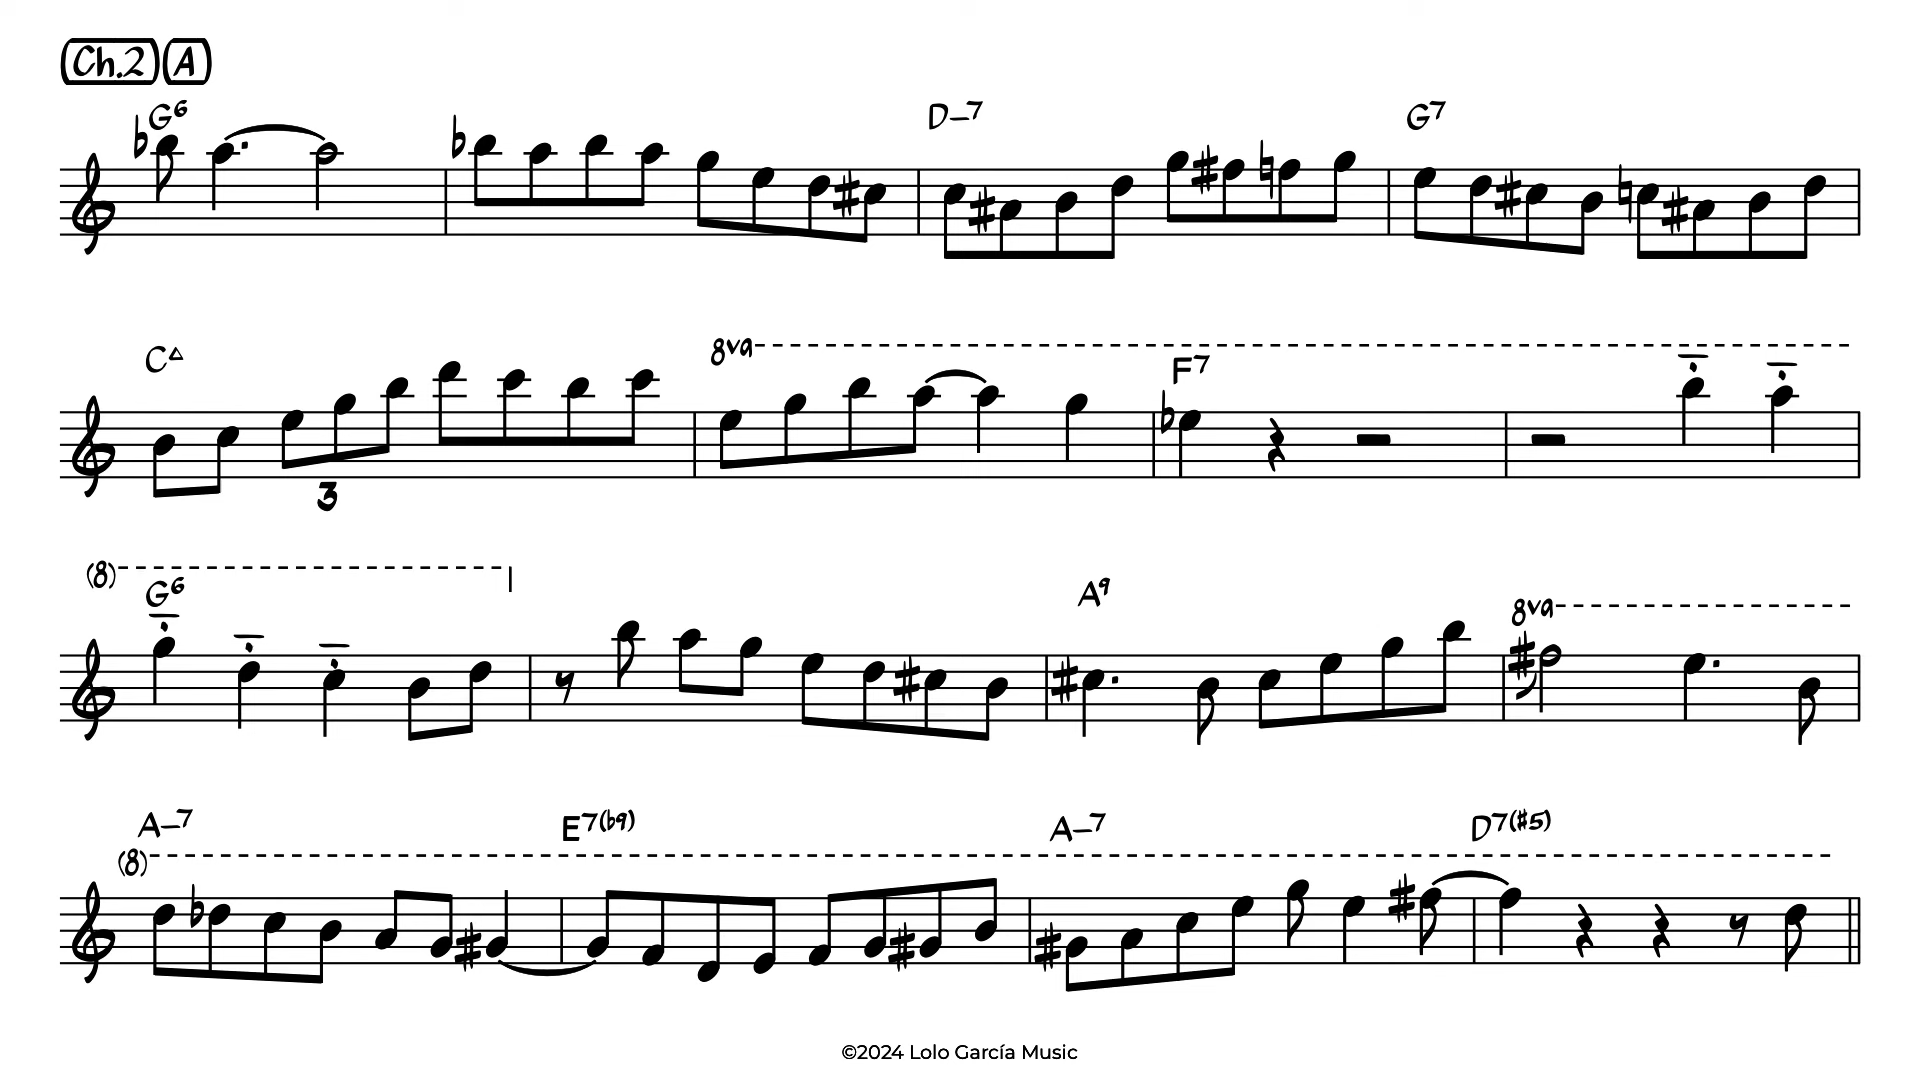 Ch.2 A
G6 D–7 G7
C△ 8va F7
3
(8)
G6 A9 8va
A–7 E7(b9) A–7 D7(#5)
(8)
©2024 Lolo García Music